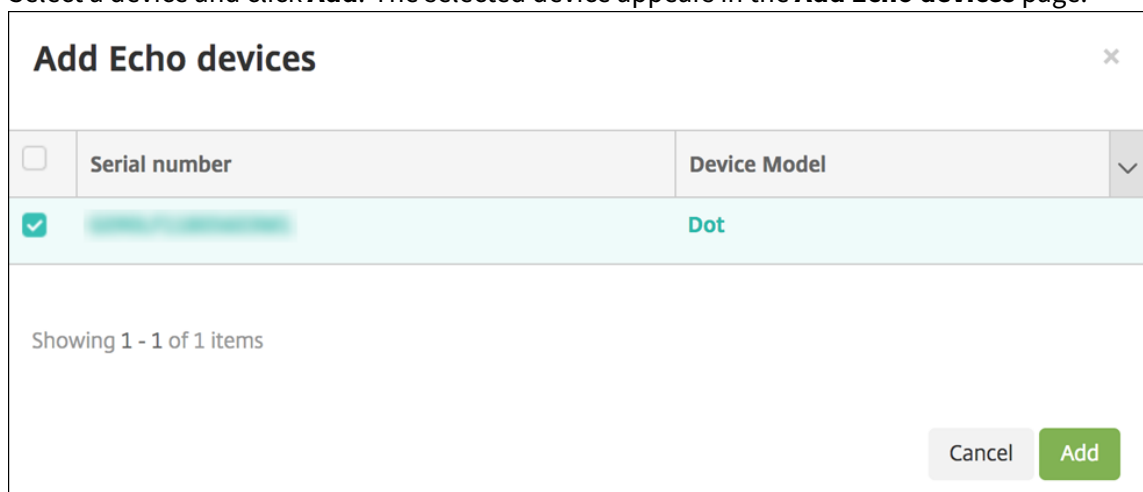 Select a device and click Add. The selected device appears in the Add Echo devices page.
Add Echo devices ×
Serial number Device Model
Dot
Showing 1 - 1 of 1 items
Cancel Add